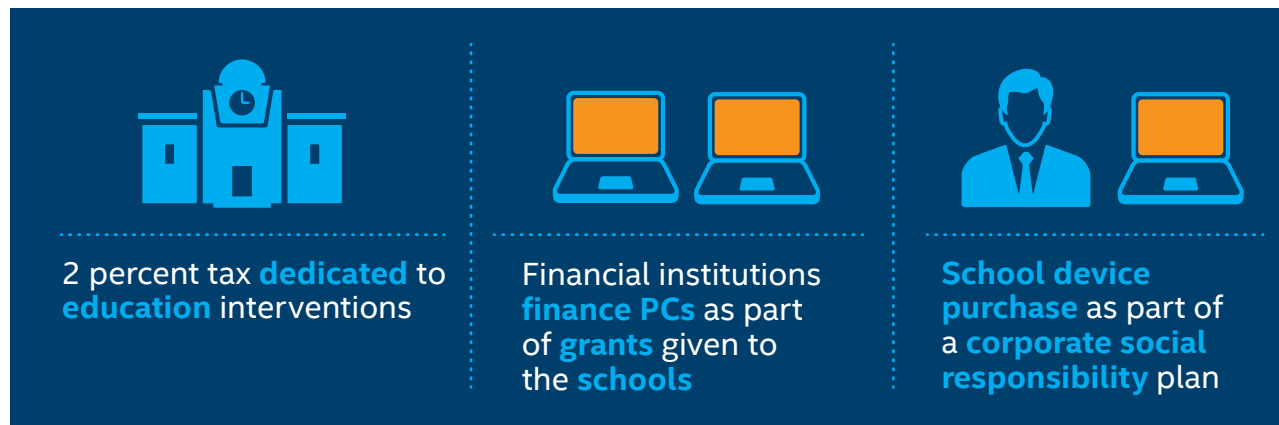 2 percent tax dedicated to
education interventions
Financial institutions
finance PCs as part
of grants given to
the schools
School device
purchase as part of
a corporate social
responsibility plan